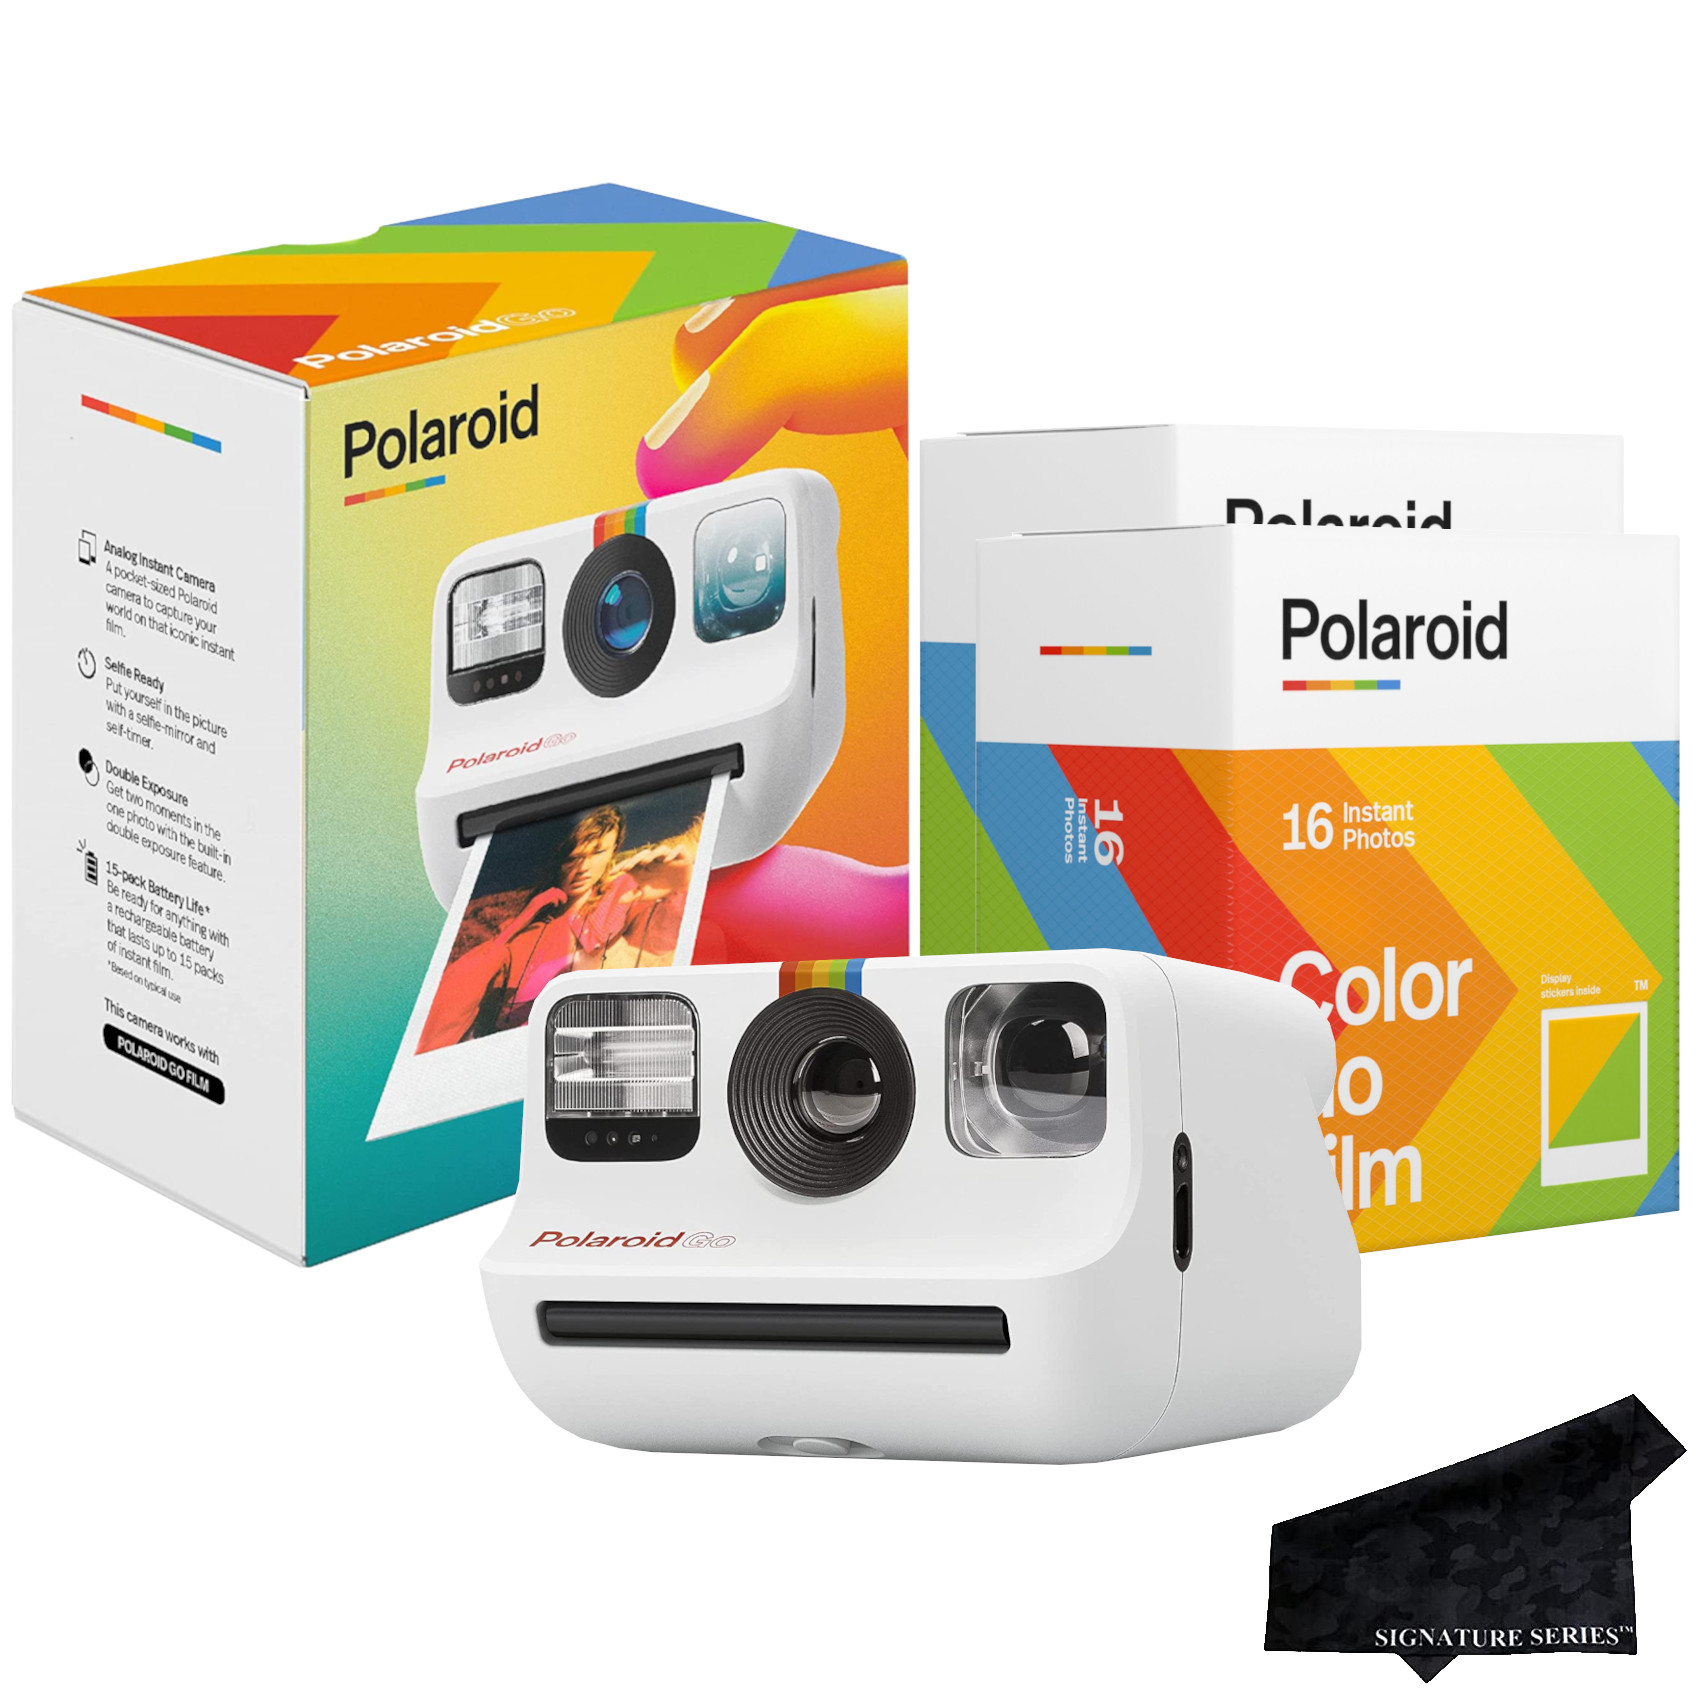 Polaroid Go
Polaroid
Analog Instant Camera
A pocket-sized Polaroid
camera to capture your
world on that iconic instant
film.
Selfie Ready
Put yourself in the picture
with a selfie-mirror and
self-timer.
Double Exposure
Get two moments in the
one photo with the built-in
double exposure feature.
15-pack Battery Life*
Be ready for anything with
a rechargeable battery
that lasts up to 15 packs
of instant film.
*Based on typical use
This camera works with
POLAROID GO FILM
Polaroid Go
Polaroid
Polaroid
16
Instant
Photos
16 Instant
Photos
Color
Display
stickers inside
TM
Polaroid Go
SIGNATURE SERIES™